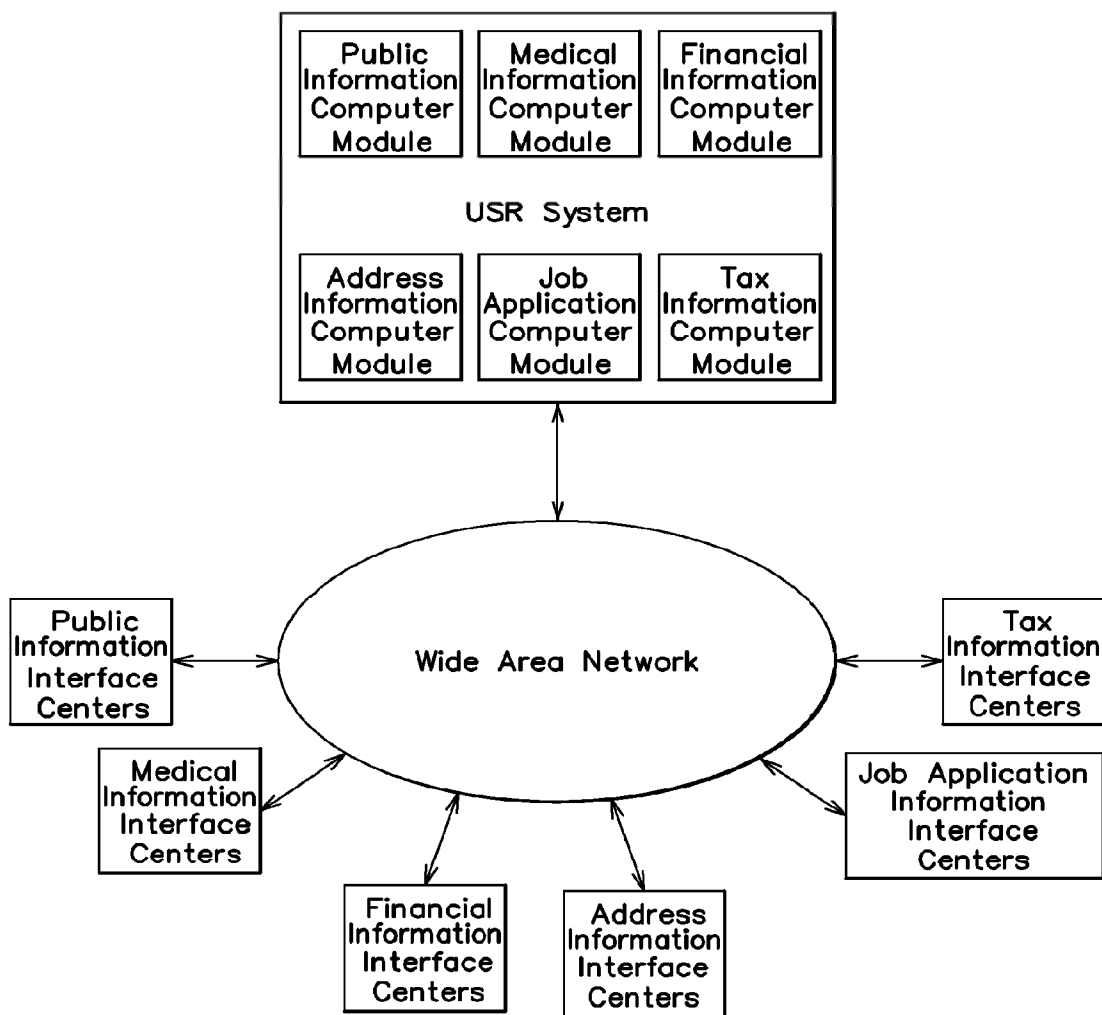 Public
Information
Computer
Module
Medical
Information
Computer
Module
Financial
Information
Computer
Module
USR System
Address
Information
Computer
Module
Job
Application
Computer
Module
Tax
Information
Computer
Module
Wide Area Network
Public
Information
Interface
Centers
Tax
Information
Interface
Centers
Medical
Information
Interface
Centers
Job Application
Information
Interface
Centers
Financial
Information
Interface
Centers
Address
Information
Interface
Centers